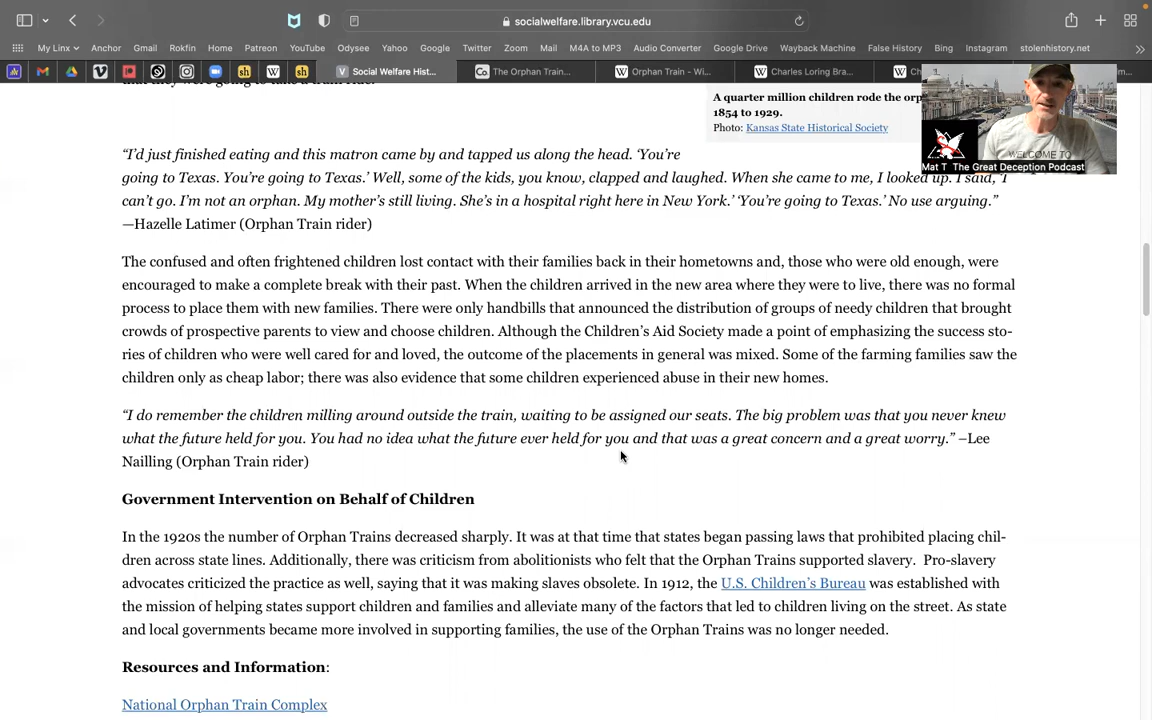 socialwelfare.library.vcu.edu
My Linx Anchor Gmail Rokfin Home Patreon YouTube Odysee Yahoo Google Twitter Zoom Mail M4A to MP3 Audio Converter Google Drive Wayback Machine False History Bing Instagram stolenhistory.net
Social Welfare Hist... The Orphan Train... Orphan Train - Wi... Charles Loring Bra...
A quarter million children rode the
1854 to 1929.
Photo: Kansas State Historical Society
WELCOME TO
Mat T The Great Deception Podcast
“I’d just finished eating and this matron came by and tapped us along the head. ‘You’re
going to Texas. You’re going to Texas.’ Well, some of the kids, you know, clapped and laughed. When she came to me, I looked up. I said, ‘I
can’t go. I’m not an orphan. My mother’s still living. She’s in a hospital right here in New York.’ ‘You’re going to Texas.’ No use arguing.”
—Hazelle Latimer (Orphan Train rider)
The confused and often frightened children lost contact with their families back in their hometowns and, those who were old enough, were
encouraged to make a complete break with their past. When the children arrived in the new area where they were to live, there was no formal
process to place them with new families. There were only handbills that announced the distribution of groups of needy children that brought
crowds of prospective parents to view and choose children. Although the Children’s Aid Society made a point of emphasizing the success sto-
ries of children who were well cared for and loved, the outcome of the placements in general was mixed. Some of the farming families saw the
children only as cheap labor; there was also evidence that some children experienced abuse in their new homes.
“I do remember the children milling around outside the train, waiting to be assigned our seats. The big problem was that you never knew
what the future held for you. You had no idea what the future ever held for you and that was a great concern and a great worry.” –Lee
Nailling (Orphan Train rider)
Government Intervention on Behalf of Children
In the 1920s the number of Orphan Trains decreased sharply. It was at that time that states began passing laws that prohibited placing chil-
dren across state lines. Additionally, there was criticism from abolitionists who felt that the Orphan Trains supported slavery. Pro-slavery
advocates criticized the practice as well, saying that it was making slaves obsolete. In 1912, the U.S. Children’s Bureau was established with
the mission of helping states support children and families and alleviate many of the factors that led to children living on the street. As state
and local governments became more involved in supporting families, the use of the Orphan Trains was no longer needed.
Resources and Information:
National Orphan Train Complex